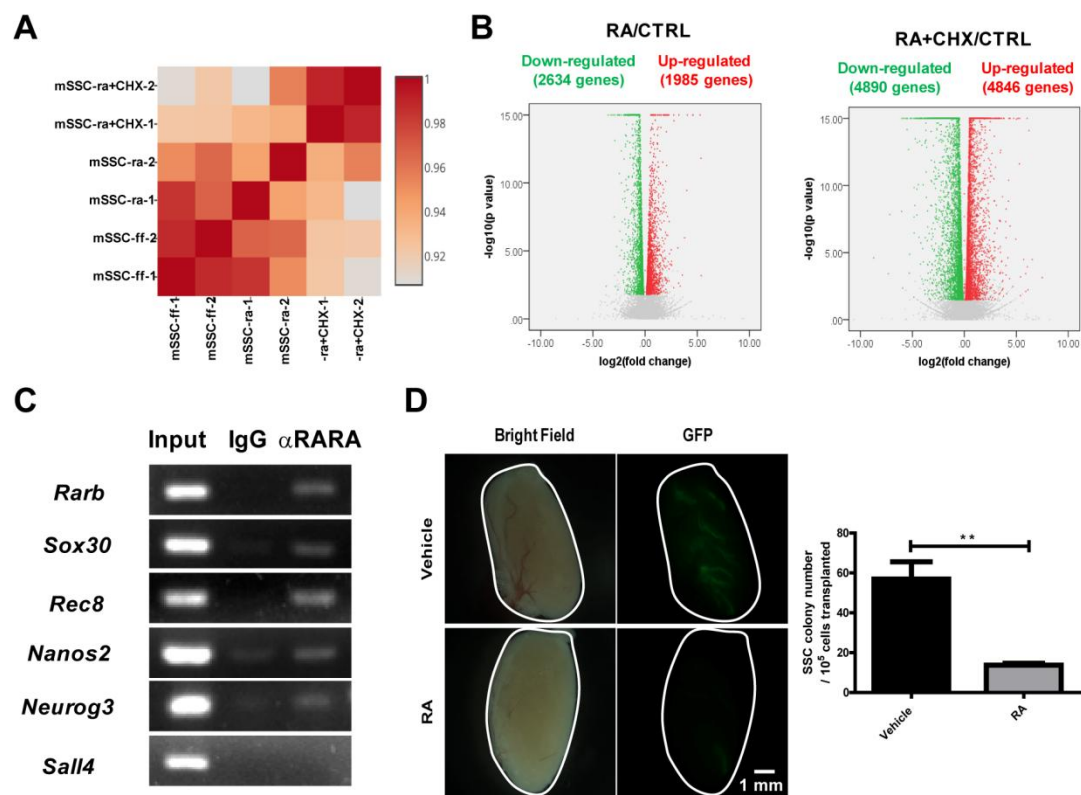 A
mSSC-ra+CHX-2
mSSC-ra+CHX-1
mSSC-ra-2
mSSC-ra-1
mSSC-ff-2
mSSC-ff-1
mSSC-ff-1
mSSC-ff-2
mSSC-ra-1
mSSC-ra-2
-ra+CHX-1
-ra+CHX-2
1
0.98
0.96
0.94
0.92
B
RA/CTRL
Down-regulated
(2634 genes)
Up-regulated
(1985 genes)
-log10(p value)
15.00
10.00
5.00
.00
-10.00
-5.00
.00
5.00
10.00
log2(fold change)
RA+CHX/CTRL
Down-regulated
(4890 genes)
Up-regulated
(4846 genes)
-log10(p value)
15.00
10.00
5.00
.00
-10.00
-5.00
.00
5.00
10.00
log2(fold change)
C
Input IgG αRARA
Rarb
Sox30
Rec8
Nanos2
Neurog3
Sall4
D
Bright Field
GFP
Vehicle
RA
1 mm
SSC colony number
/ 10⁵ cells transplanted
80
60
40
20
0
**
Vehicle
RA